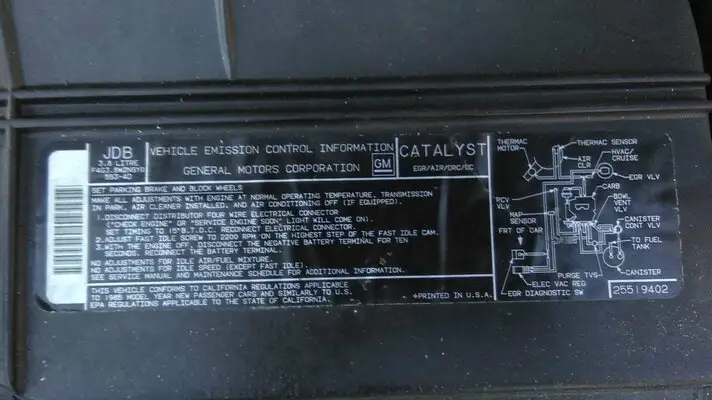 JDB
3.8 LITRE
553-4D
VEHICLE EMISSION CONTROL INFORMATION
GENERAL MOTORS CORPORATION
GM
CATALYST
EGR/AIR/ORC/OC
SET PARKING BRAKE AND BLOCK WHEELS
MAKE ALL ADJUSTMENTS WITH ENGINE AT NORMAL OPERATING TEMPERATURE, TRANSMISSION
IN PARK, AIR CLEANER INSTALLED, AND AIR CONDITIONING OFF (IF EQUIPPED).
1.DISCONNECT DISTRIBUTOR FOUR WIRE ELECTRICAL CONNECTOR
("CHECK ENGINE" OR "SERVICE ENGINE SOON" LIGHT WILL COME ON).
SET TIMING TO 15° B.T.D.C. RECONNECT ELECTRICAL CONNECTOR.
2.ADJUST FAST IDLE SCREW TO 2200 RPM ON THE HIGHEST STEP OF THE FAST IDLE CAM.
3.WITH THE ENGINE OFF, DISCONNECT THE NEGATIVE BATTERY TERMINAL FOR TEN
SECONDS. RECONNECT BATTERY TERMINAL.
NO ADJUSTMENTS FOR IDLE AIR/FUEL MIXTURE.
NO ADJUSTMENTS FOR IDLE SPEED (EXCEPT FAST IDLE).
SEE SERVICE MANUAL AND MAINTENANCE SCHEDULE FOR ADDITIONAL INFORMATION.
THIS VEHICLE CONFORMS TO CALIFORNIA REGULATIONS APPLICABLE
TO 1985 MODEL YEAR NEW PASSENGER CARS AND SIMILARLY TO U.S.
EPA REGULATIONS APPLICABLE TO THE STATE OF CALIFORNIA.
PRINTED IN U.S.A.
THERMAC MOTOR
THERMAC SENSOR
AIR CLR
HVAC/ CRUISE
EGR VLV
PCV VLV
CARB
BOWL VENT VLV
MAP SENSOR
CANISTER CONT VLV
FRT OF CAR
TO FUEL TANK
PURGE TVS
CANISTER
ELEC VAC REG
EGR DIAGNOSTIC SW
25519402